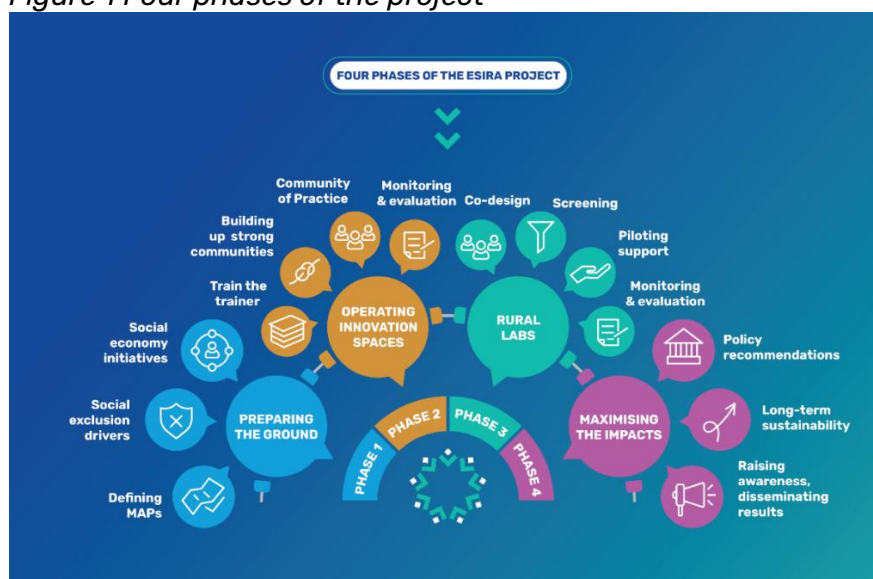 Figure 1 Four phases of the project
FOUR PHASES OF THE ESIRA PROJECT
Community
of Practice
Monitoring
& evaluation
Co-design
Screening
Building
up strong
communities
Piloting
support
Train the
trainer
Monitoring
& evaluation
OPERATING
INNOVATION
SPACES
RURAL
LABS
Social
economy
initiatives
Policy
recommendations
Social
exclusion
drivers
PREPARING
THE GROUND
PHASE 1
PHASE 2
PHASE 3
PHASE 4
MAXIMISING
THE IMPACTS
Long-term
sustainability
Defining
MAPs
Raising
awareness,
disseminating
results